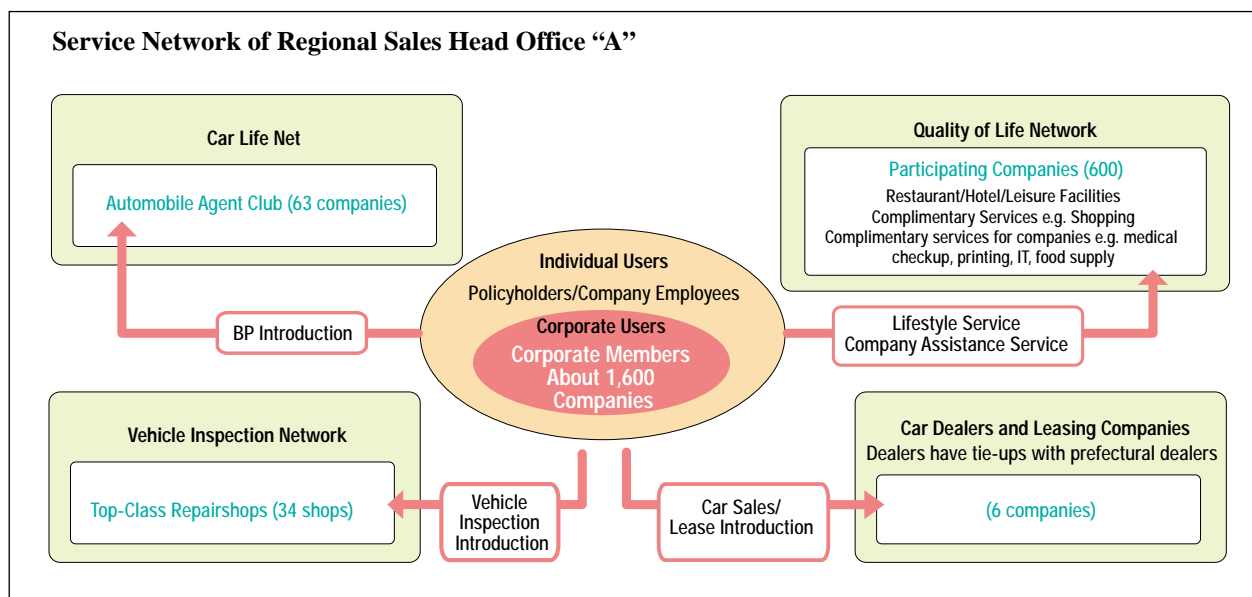 Service Network of Regional Sales Head Office “A”
Car Life Net
Automobile Agent Club (63 companies)
Quality of Life Network
Participating Companies (600)
Restaurant/Hotel/Leisure Facilities
Complimentary Services e.g. Shopping
Complimentary services for companies e.g. medical
checkup, printing, IT, food supply
Individual Users
Policyholders/Company Employees
Corporate Users
Corporate Members
About 1,600
Companies
BP Introduction
Lifestyle Service
Company Assistance Service
Vehicle Inspection Network
Top-Class Repairshops (34 shops)
Vehicle
Inspection
Introduction
Car Sales/
Lease Introduction
Car Dealers and Leasing Companies
Dealers have tie-ups with prefectural dealers
(6 companies)